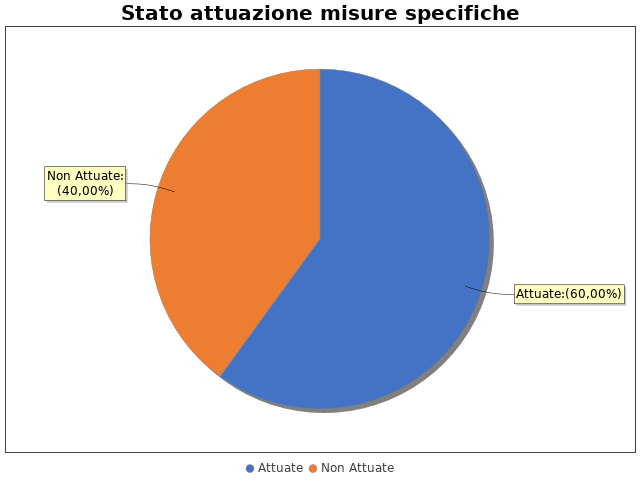 Stato attuazione misure specifiche
Non Attuate:
(40,00%)
Attuate:(60,00%)
Attuate
Non Attuate